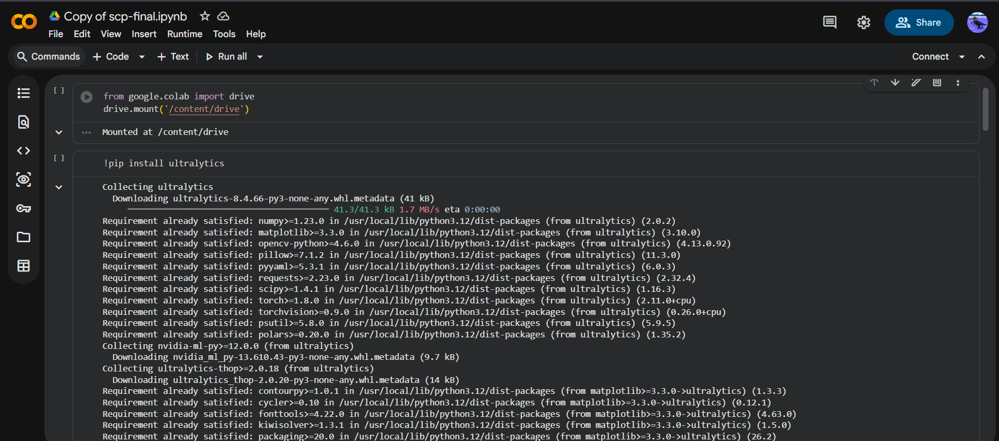 Copy of scp-final.ipynb
File Edit View Insert Runtime Tools Help
Share
Commands + Code + Text Run all
Connect
[ ]
from google.colab import drive
drive.mount('/content/drive')
Mounted at /content/drive
[ ]
!pip install ultralytics
Collecting ultralytics
Downloading ultralytics-8.4.66-py3-none-any.whl.metadata (41 kB)
41.3/41.3 kB 1.7 MB/s eta 0:00:00
Requirement already satisfied: numpy>=1.23.0 in /usr/local/lib/python3.12/dist-packages (from ultralytics) (2.0.2)
Requirement already satisfied: matplotlib>=3.3.0 in /usr/local/lib/python3.12/dist-packages (from ultralytics) (3.10.0)
Requirement already satisfied: opencv-python>=4.6.0 in /usr/local/lib/python3.12/dist-packages (from ultralytics) (4.13.0.92)
Requirement already satisfied: pillow>=7.1.2 in /usr/local/lib/python3.12/dist-packages (from ultralytics) (11.3.0)
Requirement already satisfied: pyyaml>=5.3.1 in /usr/local/lib/python3.12/dist-packages (from ultralytics) (6.0.3)
Requirement already satisfied: requests>=2.23.0 in /usr/local/lib/python3.12/dist-packages (from ultralytics) (2.32.4)
Requirement already satisfied: scipy>=1.4.1 in /usr/local/lib/python3.12/dist-packages (from ultralytics) (1.16.3)
Requirement already satisfied: torch>=1.8.0 in /usr/local/lib/python3.12/dist-packages (from ultralytics) (2.11.0+cpu)
Requirement already satisfied: torchvision>=0.9.0 in /usr/local/lib/python3.12/dist-packages (from ultralytics) (0.26.0+cpu)
Requirement already satisfied: psutil>=5.8.0 in /usr/local/lib/python3.12/dist-packages (from ultralytics) (5.9.5)
Requirement already satisfied: polars>=0.20.0 in /usr/local/lib/python3.12/dist-packages (from ultralytics) (1.35.2)
Collecting nvidia-ml-py>=12.0.0 (from ultralytics)
Downloading nvidia_ml_py-13.610.43-py3-none-any.whl.metadata (9.7 kB)
Collecting ultralytics-thop>=2.0.18 (from ultralytics)
Downloading ultralytics_thop-2.0.20-py3-none-any.whl.metadata (14 kB)
Requirement already satisfied: contourpy>=1.0.1 in /usr/local/lib/python3.12/dist-packages (from matplotlib>=3.3.0->ultralytics) (1.3.3)
Requirement already satisfied: cycler>=0.10 in /usr/local/lib/python3.12/dist-packages (from matplotlib>=3.3.0->ultralytics) (0.12.1)
Requirement already satisfied: fonttools>=4.22.0 in /usr/local/lib/python3.12/dist-packages (from matplotlib>=3.3.0->ultralytics) (4.63.0)
Requirement already satisfied: kiwisolver>=1.3.1 in /usr/local/lib/python3.12/dist-packages (from matplotlib>=3.3.0->ultralytics) (1.5.0)
Requirement already satisfied: packaging>=20.0 in /usr/local/lib/python3.12/dist-packages (from matplotlib>=3.3.0->ultralytics) (26.2)